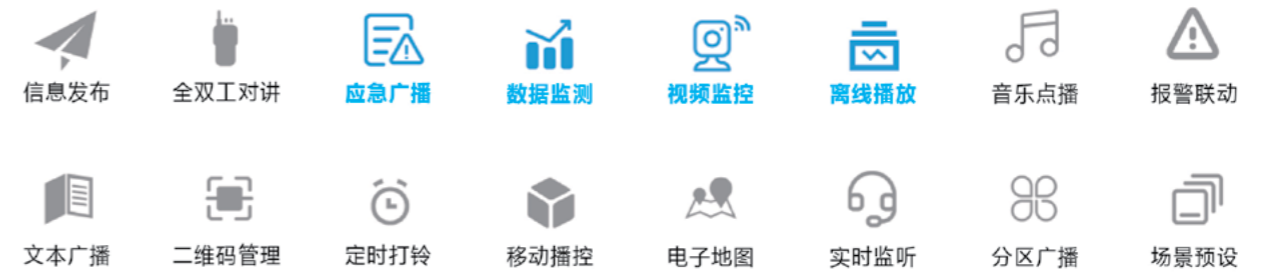 信息发布 全双工对讲 应急广播 数据监测 视频监控 离线播放 音乐点播 报警联动
文本广播 二维码管理 定时打铃 移动播控 电子地图 实时监听 分区广播 场景预设